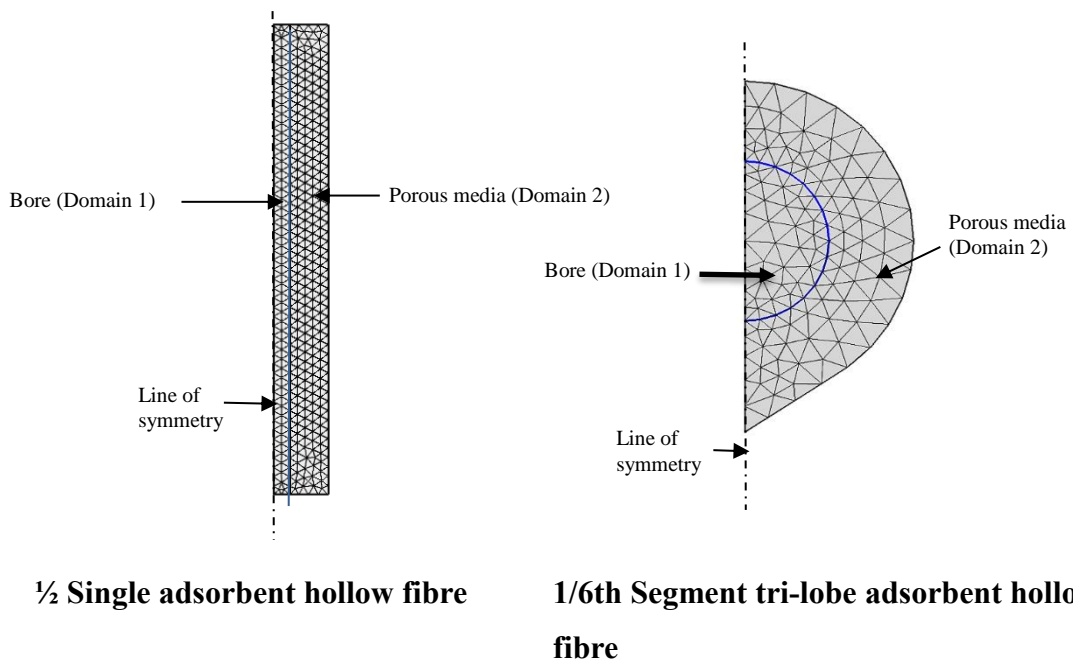 Bore (Domain 1)
Porous media (Domain 2)
Line of
symmetry
Porous media
(Domain 2)
Bore (Domain 1)
Line of
symmetry
½ Single adsorbent hollow fibre
1/6th Segment tri-lobe adsorbent hollo
fibre